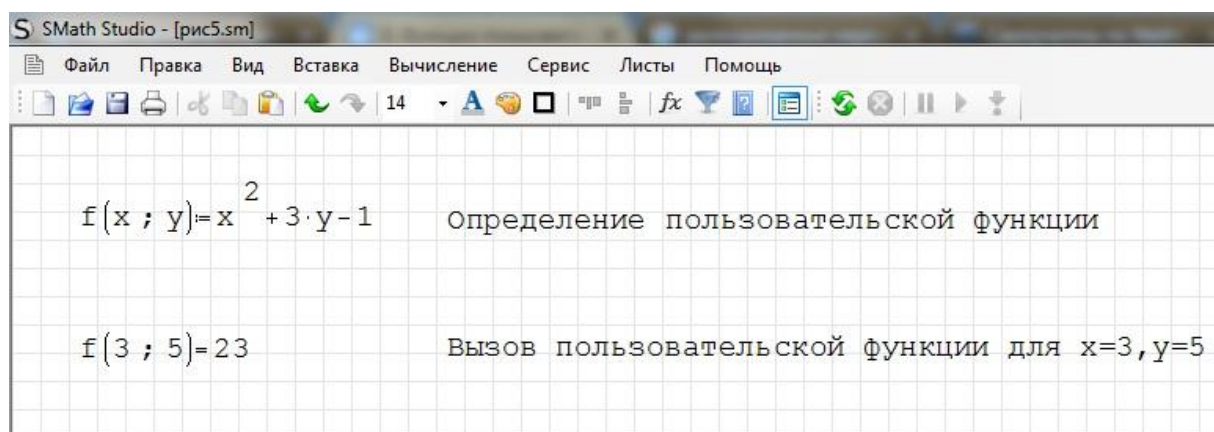 SMath Studio - [рис5.sm]
Файл Правка Вид Вставка Вычисление Сервис Листы Помощь
14 A fx
f(x ; y):=x^2+3·y-1 Определение пользовательской функции
f(3 ; 5)=23 Вызов пользовательской функции для x=3,y=5